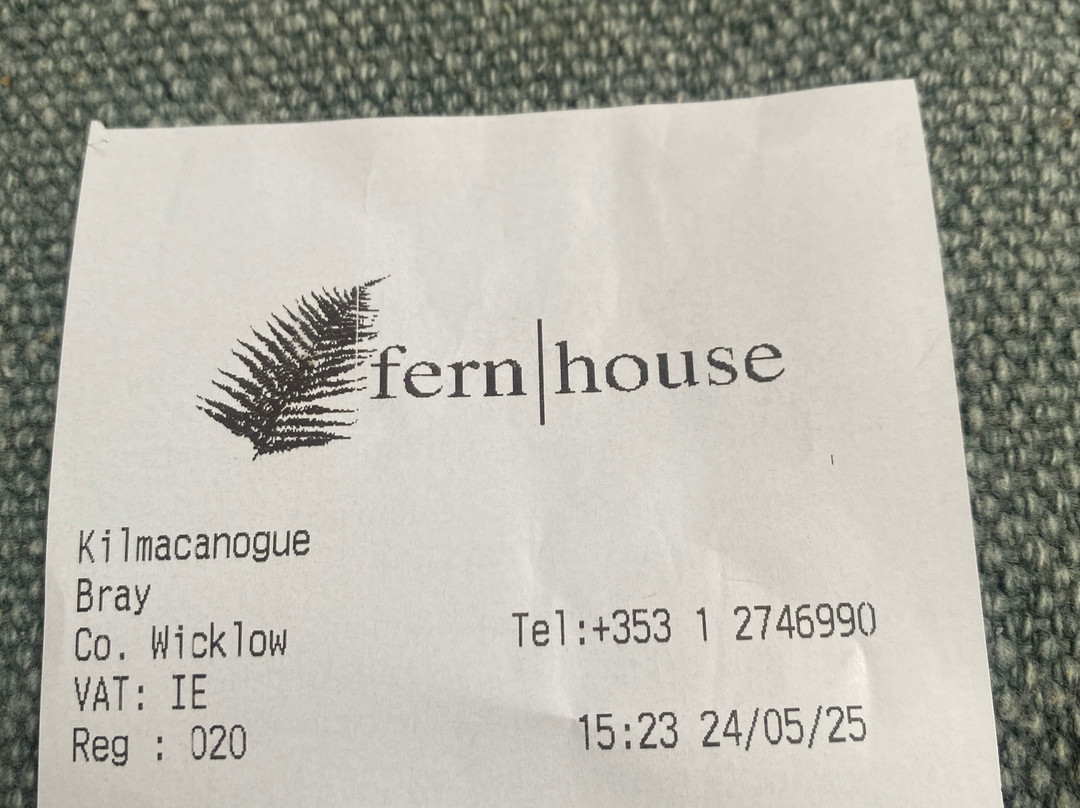 fern|house
Kilmacanogue
Bray
Co. Wicklow
Tel:+353 1 2746990
VAT: IE
Reg : 020
15:23 24/05/25